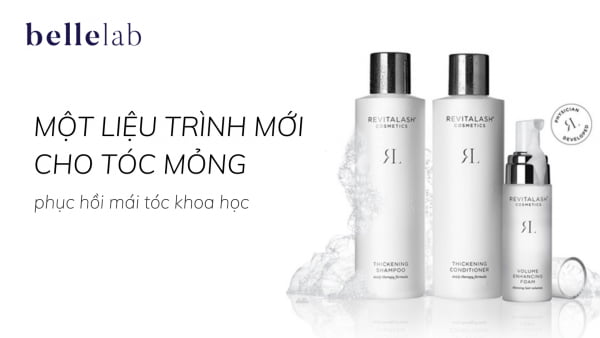 bellelab
MỘT LIỆU TRÌNH MỚI
CHO TÓC MỎNG
phục hồi mái tóc khoa học
REVITALASH®
COSMETICS
RL
THICKENING
SHAMPOO
REVITALASH®
COSMETICS
RL
THICKENING
CONDITIONER
REVITALASH®
COSMETICS
RL
VOLUME
ENHANCING
FOAM
PHYSICIAN
RL
DEVELOPED